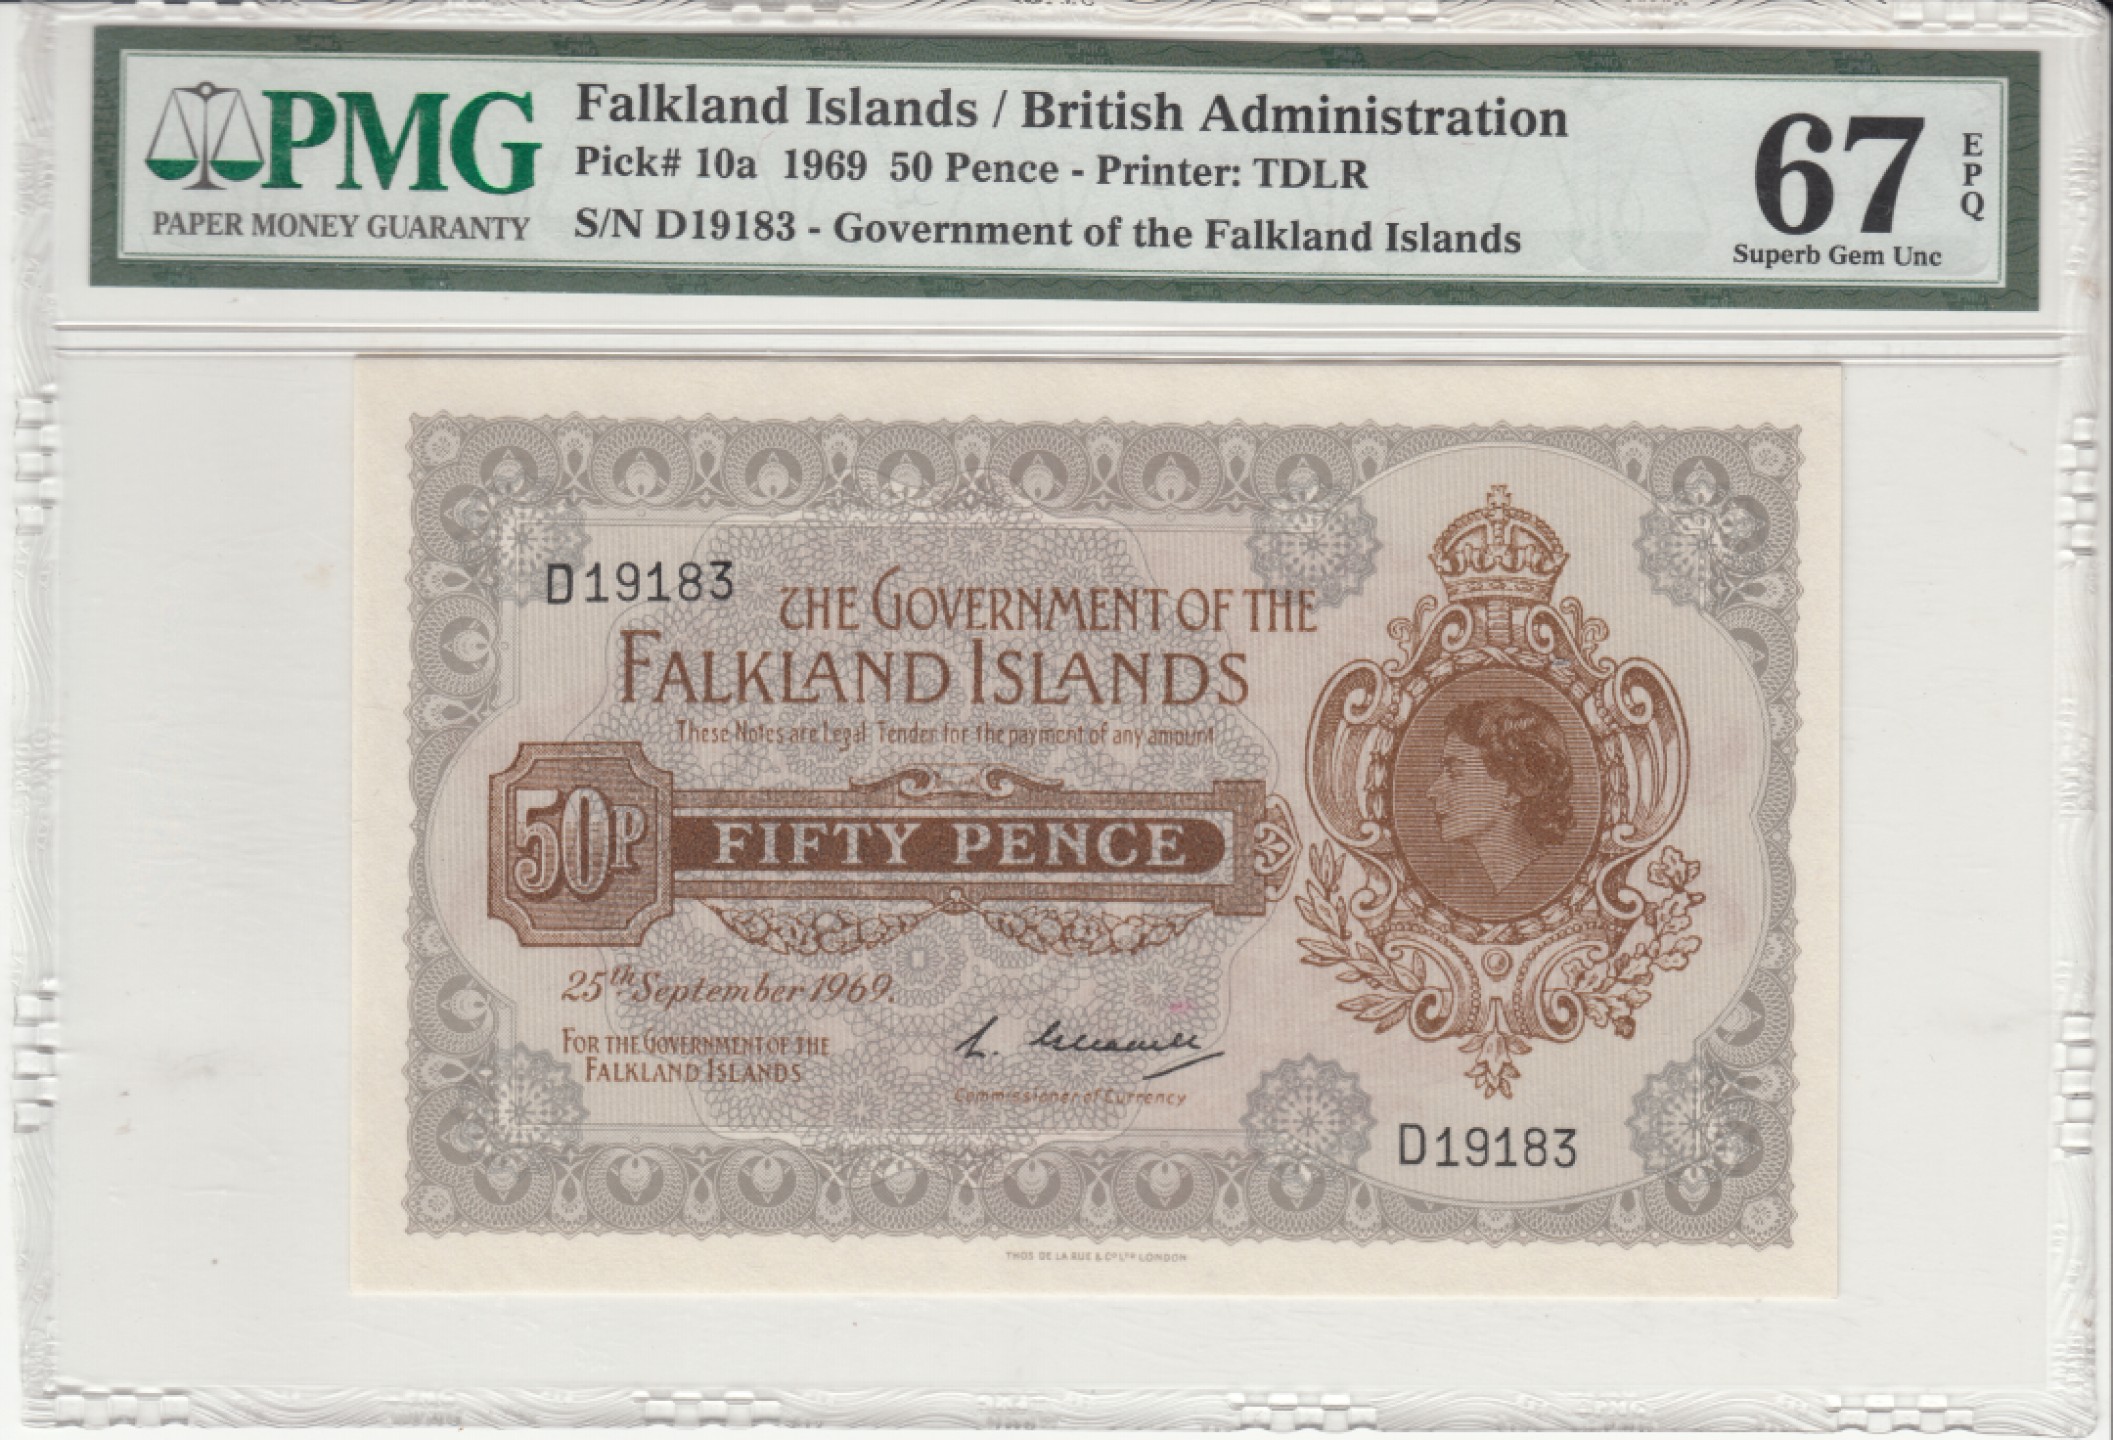 PMG
PAPER MONEY GUARANTY
Falkland Islands / British Administration
Pick# 10a 1969 50 Pence - Printer: TDLR
S/N D19183 - Government of the Falkland Islands
67
EPQ
Superb Gem Unc
D19183
THE GOVERNMENT OF THE
FALKLAND ISLANDS
These Notes are Legal Tender for the payment of any amount
50P
FIFTY PENCE
25th September 1969.
FOR THE GOVERNMENT OF THE
FALKLAND ISLANDS
Commissioner of Currency
D19183
THOS DE LA RUE & CO LTD LONDON